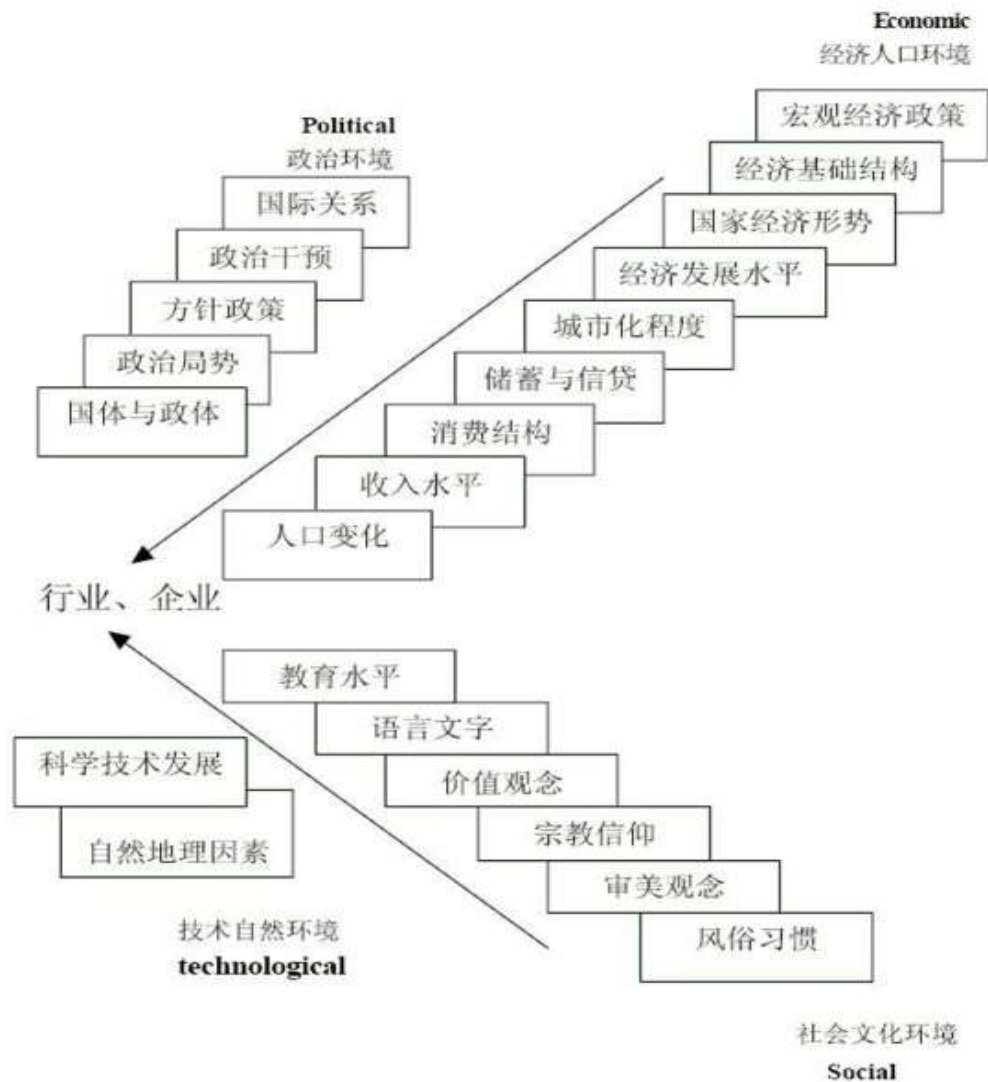 Economic
经济人口环境
宏观经济政策
经济基础结构
国家经济形势
经济发展水平
城市化程度
储蓄与信贷
消费结构
收入水平
人口变化
Political
政治环境
国际关系
政治干预
方针政策
政治局势
国体与政体
行业、企业
教育水平
语言文字
价值观念
宗教信仰
审美观念
风俗习惯
社会文化环境
Social
科学技术发展
自然地理因素
技术自然环境
technological